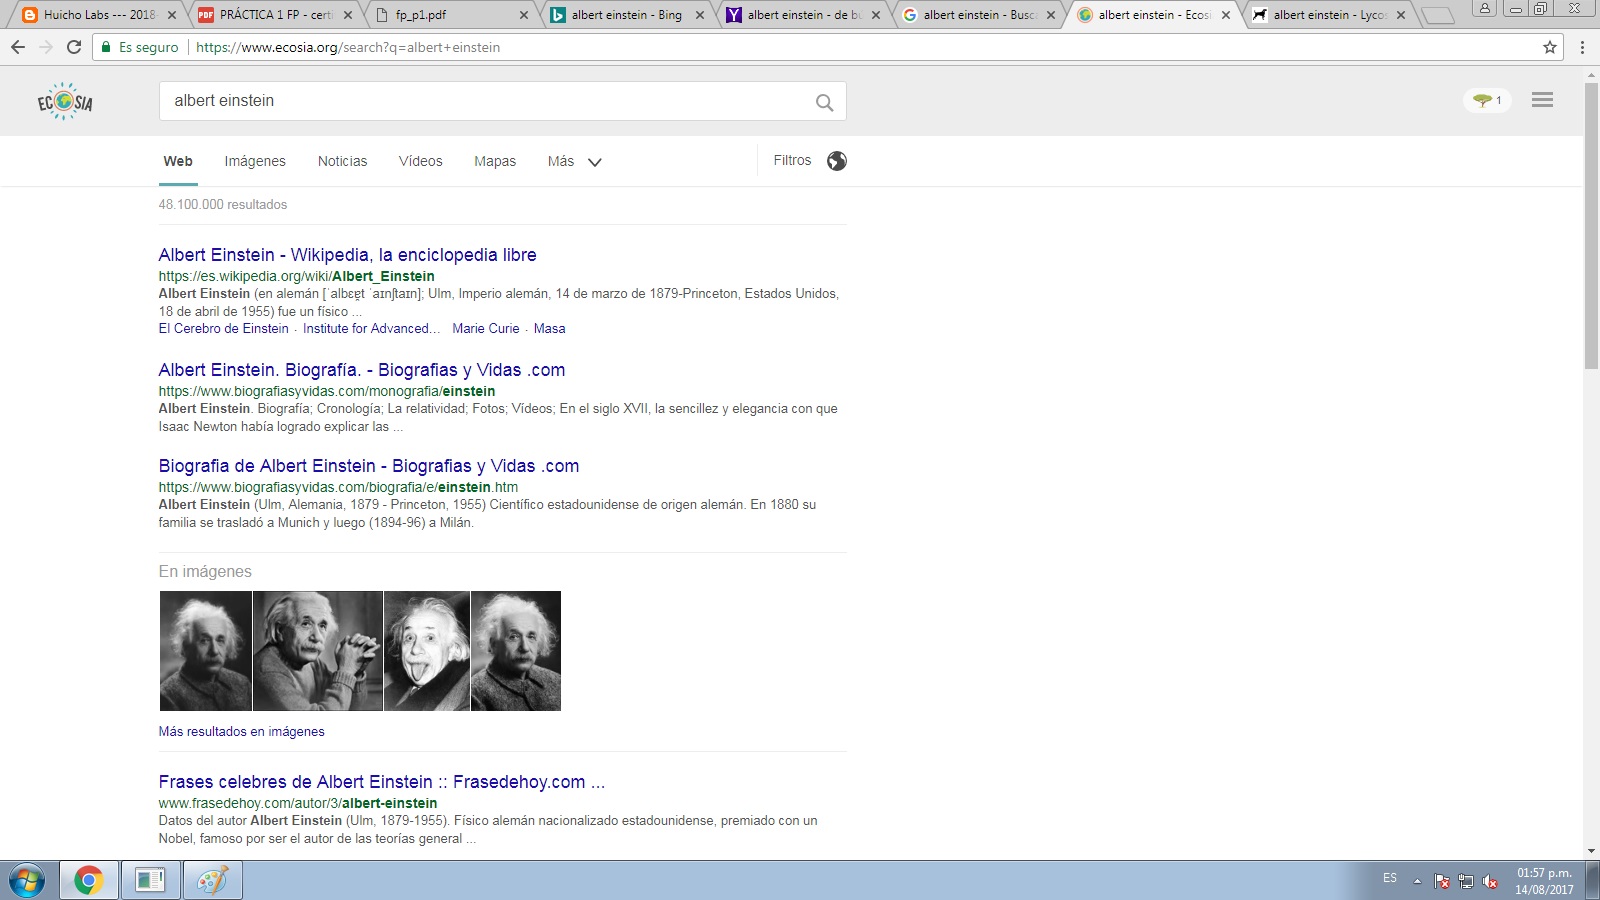 Huicho Labs --- 2018-
PRÁCTICA 1 FP - certi
fp_p1.pdf
albert einstein - Bing
albert einstein - de bú
albert einstein - Busca
albert einstein - Ecosi
albert einstein - Lycos
Es seguro https://www.ecosia.org/search?q=albert+einstein
ECOSIA
albert einstein
1
Web Imágenes Noticias Vídeos Mapas Más Filtros
48.100.000 resultados
Albert Einstein - Wikipedia, la enciclopedia libre
https://es.wikipedia.org/wiki/Albert_Einstein
Albert Einstein (en alemán [ˈalbɛɐ̯t ˈaɪnʃtaɪn]; Ulm, Imperio alemán, 14 de marzo de 1879-Princeton, Estados Unidos,
18 de abril de 1955) fue un físico ...
El Cerebro de Einstein · Institute for Advanced... Marie Curie · Masa
Albert Einstein. Biografía. - Biografias y Vidas .com
https://www.biografiasyvidas.com/monografia/einstein
Albert Einstein. Biografía; Cronología; La relatividad; Fotos; Vídeos; En el siglo XVII, la sencillez y elegancia con que
Isaac Newton había logrado explicar las ...
Biografia de Albert Einstein - Biografias y Vidas .com
https://www.biografiasyvidas.com/biografia/e/einstein.htm
Albert Einstein (Ulm, Alemania, 1879 - Princeton, 1955) Científico estadounidense de origen alemán. En 1880 su
familia se trasladó a Munich y luego (1894-96) a Milán.
En imágenes
Más resultados en imágenes
Frases celebres de Albert Einstein :: Frasedehoy.com ...
www.frasedehoy.com/autor/3/albert-einstein
Datos del autor Albert Einstein (Ulm, 1879-1955). Físico alemán nacionalizado estadounidense, premiado con un
Nobel, famoso por ser el autor de las teorías general ...
ES
01:57 p.m.
14/08/2017